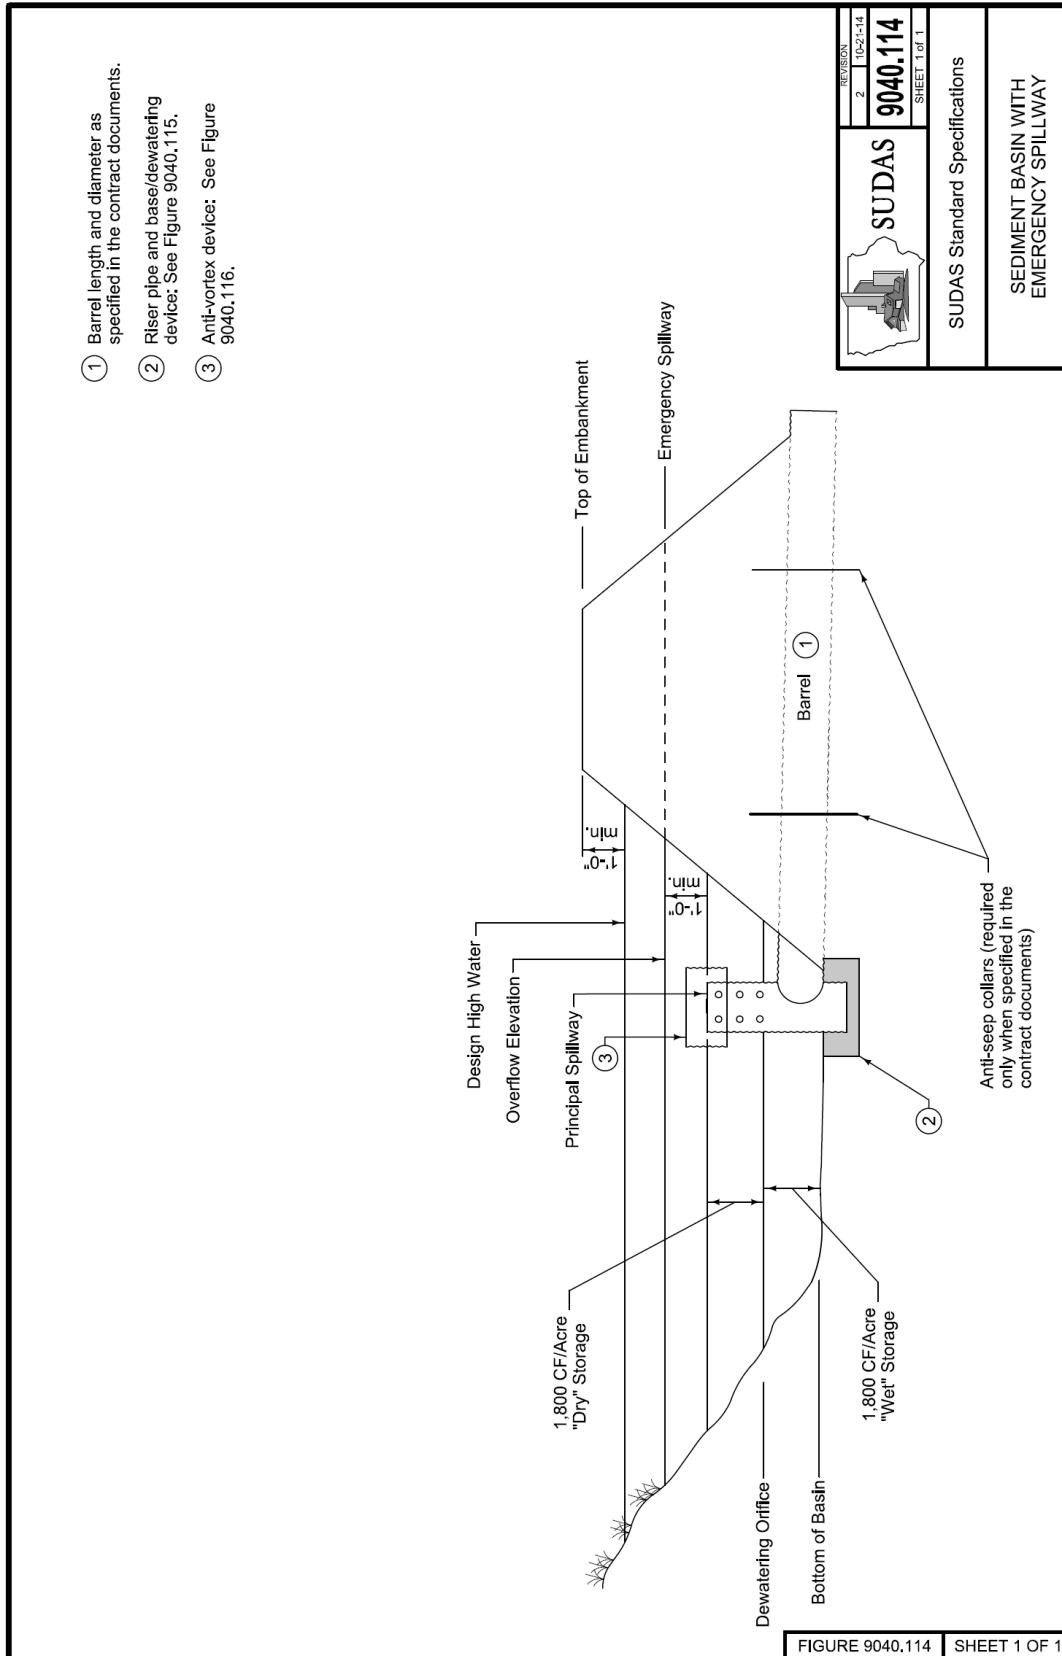 1 Barrel length and diameter as
specified in the contract documents.
2 Riser pipe and base/dewatering
device: See Figure 9040.115.
3 Anti-vortex device: See Figure
9040.116.
Design High Water
Overflow Elevation
Principal Spillway
3
1'-0"
min.
1'-0"
min.
Top of Embankment
Emergency Spillway
1,800 CF/Acre
"Dry" Storage
Barrel 1
Dewatering Orifice
Bottom of Basin
1,800 CF/Acre
"Wet" Storage
2
Anti-seep collars (required
only when specified in the
contract documents)
SUDAS
REVISION
2 10-21-14
9040.114
SHEET 1 of 1
SUDAS Standard Specifications
SEDIMENT BASIN WITH
EMERGENCY SPILLWAY
FIGURE 9040.114 SHEET 1 OF 1